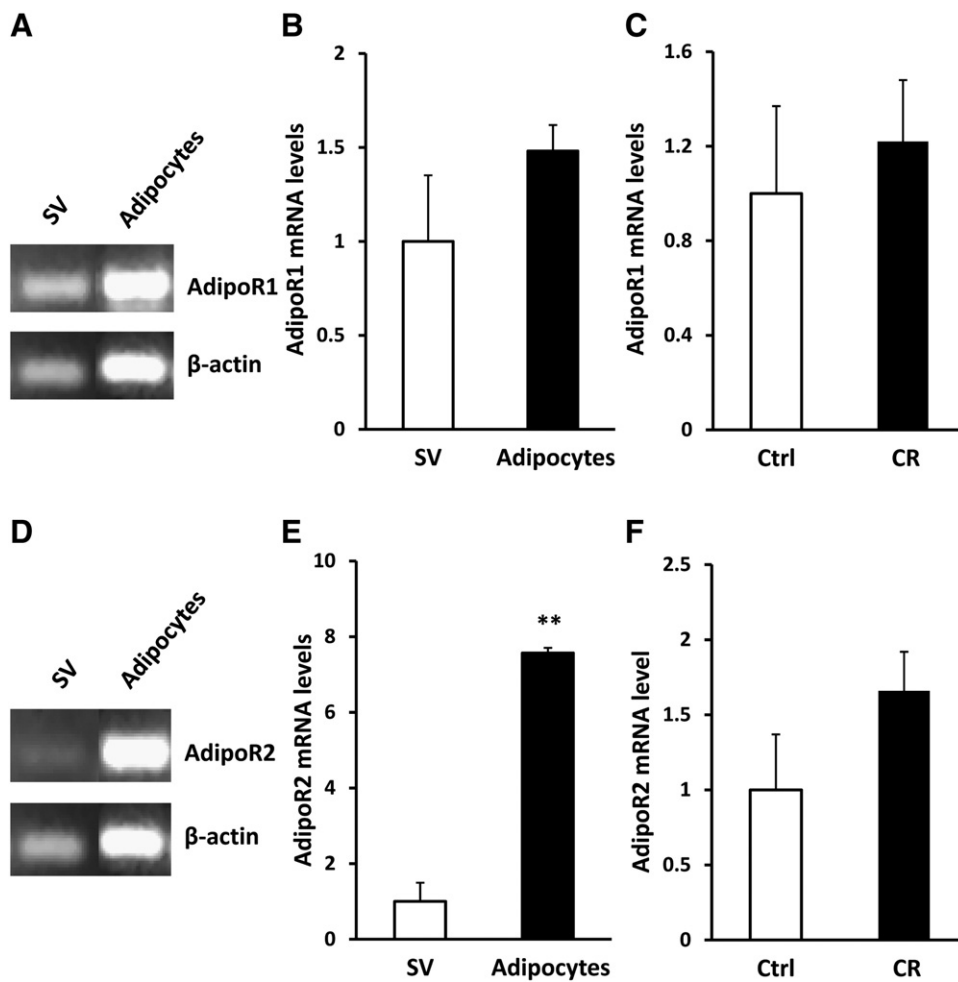 A
SV
Adipocytes
AdipoR1
β-actin
B
AdipoR1 mRNA levels
2
1.5
1
0.5
0
SV
Adipocytes
C
AdipoR1 mRNA levels
1.6
1.2
0.8
0.4
0
Ctrl
CR
D
SV
Adipocytes
AdipoR2
β-actin
E
AdipoR2 mRNA levels
10
8
6
4
2
0
**
SV
Adipocytes
F
AdipoR2 mRNA level
2.5
2
1.5
1
0.5
0
Ctrl
CR